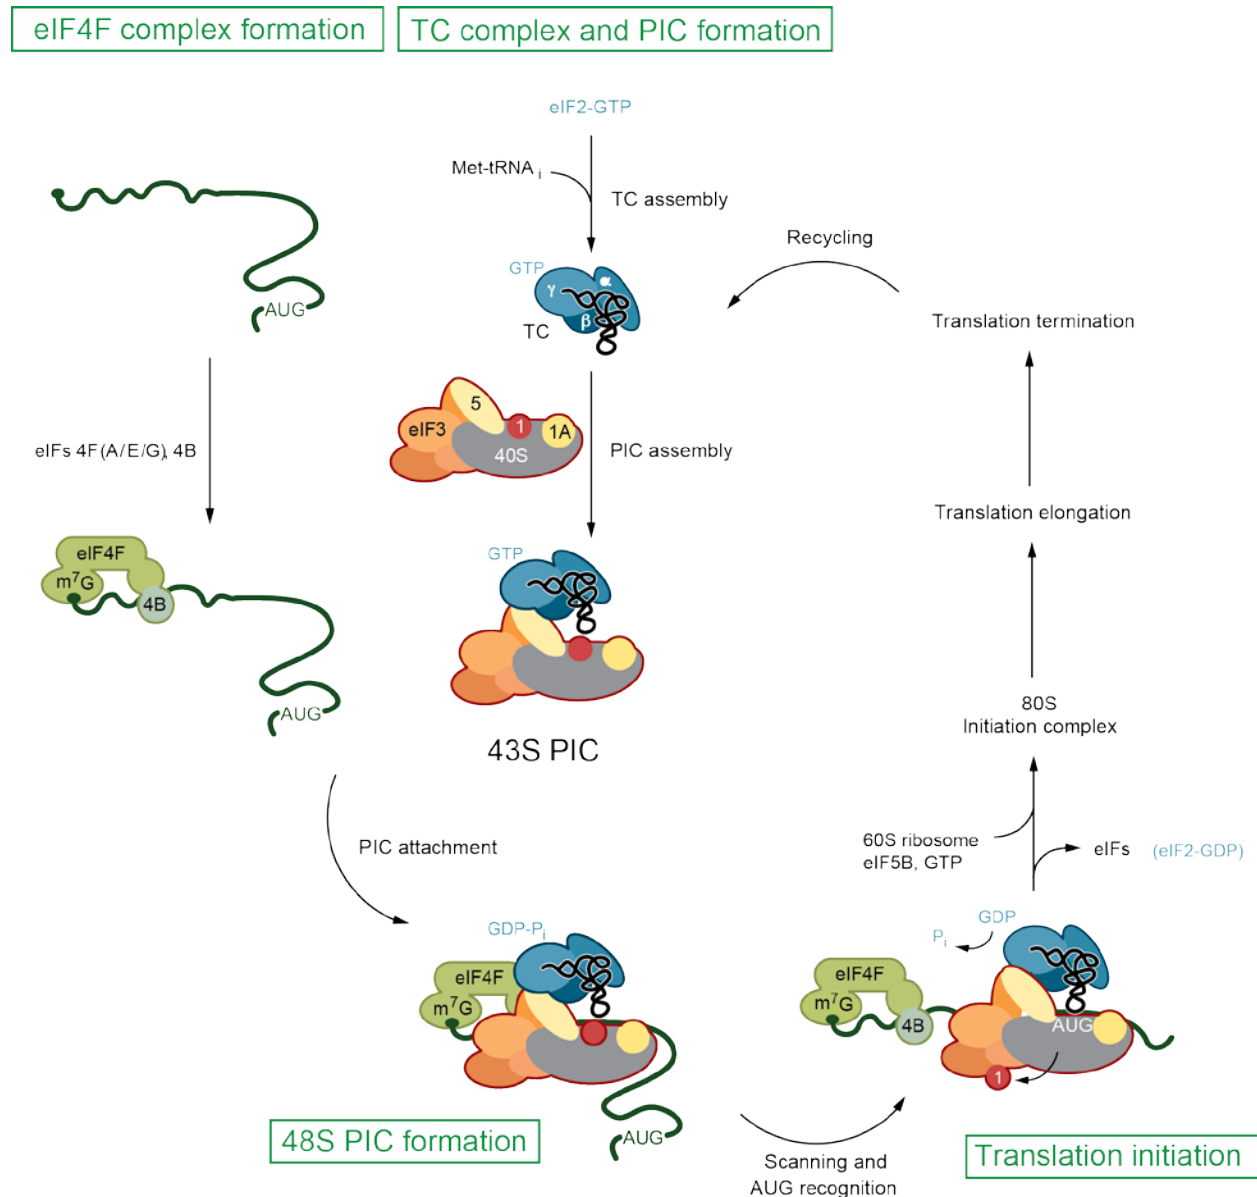 eIF4F complex formation
TC complex and PIC formation
eIF2-GTP
Met-tRNA i
TC assembly
GTP
α
γ
β
TC
AUG
5
eIF3
1
1A
40S
PIC assembly
eIFs 4F(A/E/G), 4B
eIF4F
m7G
4B
AUG
GTP
43S PIC
PIC attachment
GDP-Pi
eIF4F
m7G
AUG
48S PIC formation
Scanning and
AUG recognition
GDP
Pi
eIF4F
m7G
4B
AUG
1
Translation initiation
60S ribosome
eIF5B, GTP
eIFs
(eIF2-GDP)
80S
Initiation complex
Translation elongation
Translation termination
Recycling